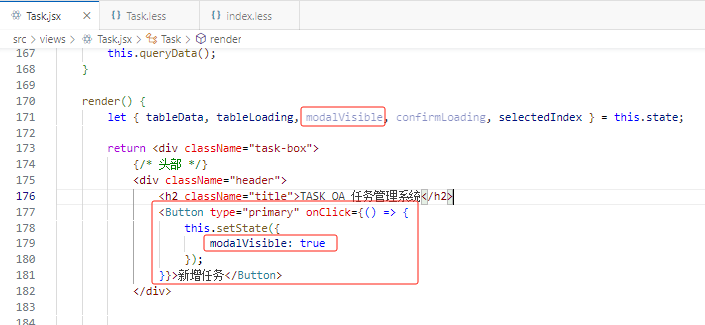 Task.jsx × Task.less index.less
src > views > Task.jsx > Task > render
167 this.queryData();
168 }
169
170 render() {
171 let { tableData, tableLoading, modalVisible, confirmLoading, selectedIndex } = this.state;
172
173 return <div className="task-box">
174 {/* 头部 */}
175 <div className="header">
176 <h2 className="title">TASK OA 任务管理系统</h2>
177 <Button type="primary" onClick={() => {
178 this.setState({
179 modalVisible: true
180 });
181 }}>新增任务</Button>
182 </div>
183
184